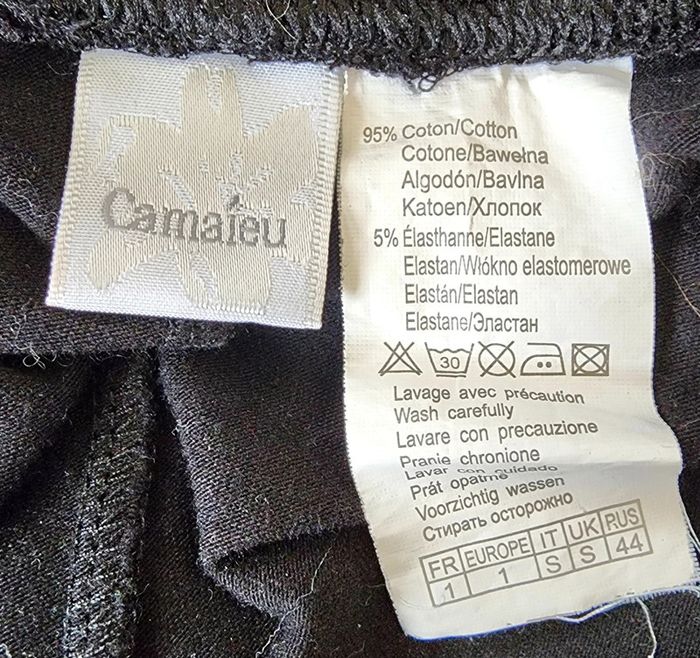 Camaïeu
95% Coton/Cotton
Cotone/Bawełna
Algodón/Bavlna
Katoen/Хлопок
5% Élasthanne/Elastane
Elastan/Włókno elastomerowe
Elastán/Elastan
Elastane/Эластан
30
Lavage avec précaution
Wash carefully
Lavare con precauzione
Pranie chronione
Lavar con cuidado
Prát opatrně
Voorzichtig wassen
Стирать осторожно
FR EUROPE IT UK RUS
1 1 S S 44